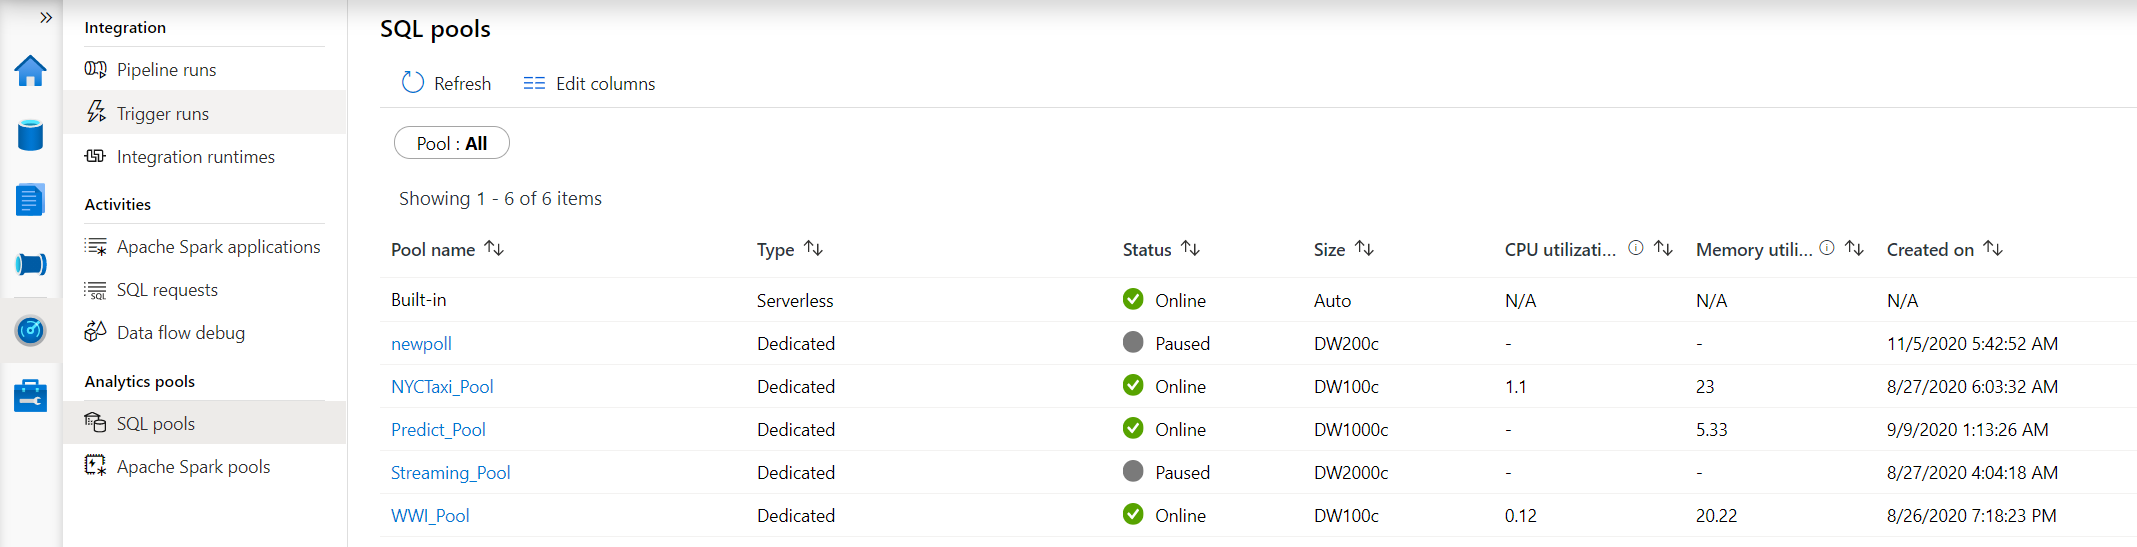 »
Integration
Pipeline runs
Trigger runs
Integration runtimes
Activities
Apache Spark applications
SQL requests
Data flow debug
Analytics pools
SQL pools
Apache Spark pools
SQL pools
Refresh Edit columns
Pool : All
Showing 1 - 6 of 6 items
Pool name Type Status Size CPU utilizati... Memory utili... Created on
Built-in Serverless Online Auto N/A N/A N/A
newpoll Dedicated Paused DW200c - - 11/5/2020 5:42:52 AM
NYCTaxi_Pool Dedicated Online DW100c 1.1 23 8/27/2020 6:03:32 AM
Predict_Pool Dedicated Online DW1000c - 5.33 9/9/2020 1:13:26 AM
Streaming_Pool Dedicated Paused DW2000c - - 8/27/2020 4:04:18 AM
WWI_Pool Dedicated Online DW100c 0.12 20.22 8/26/2020 7:18:23 PM